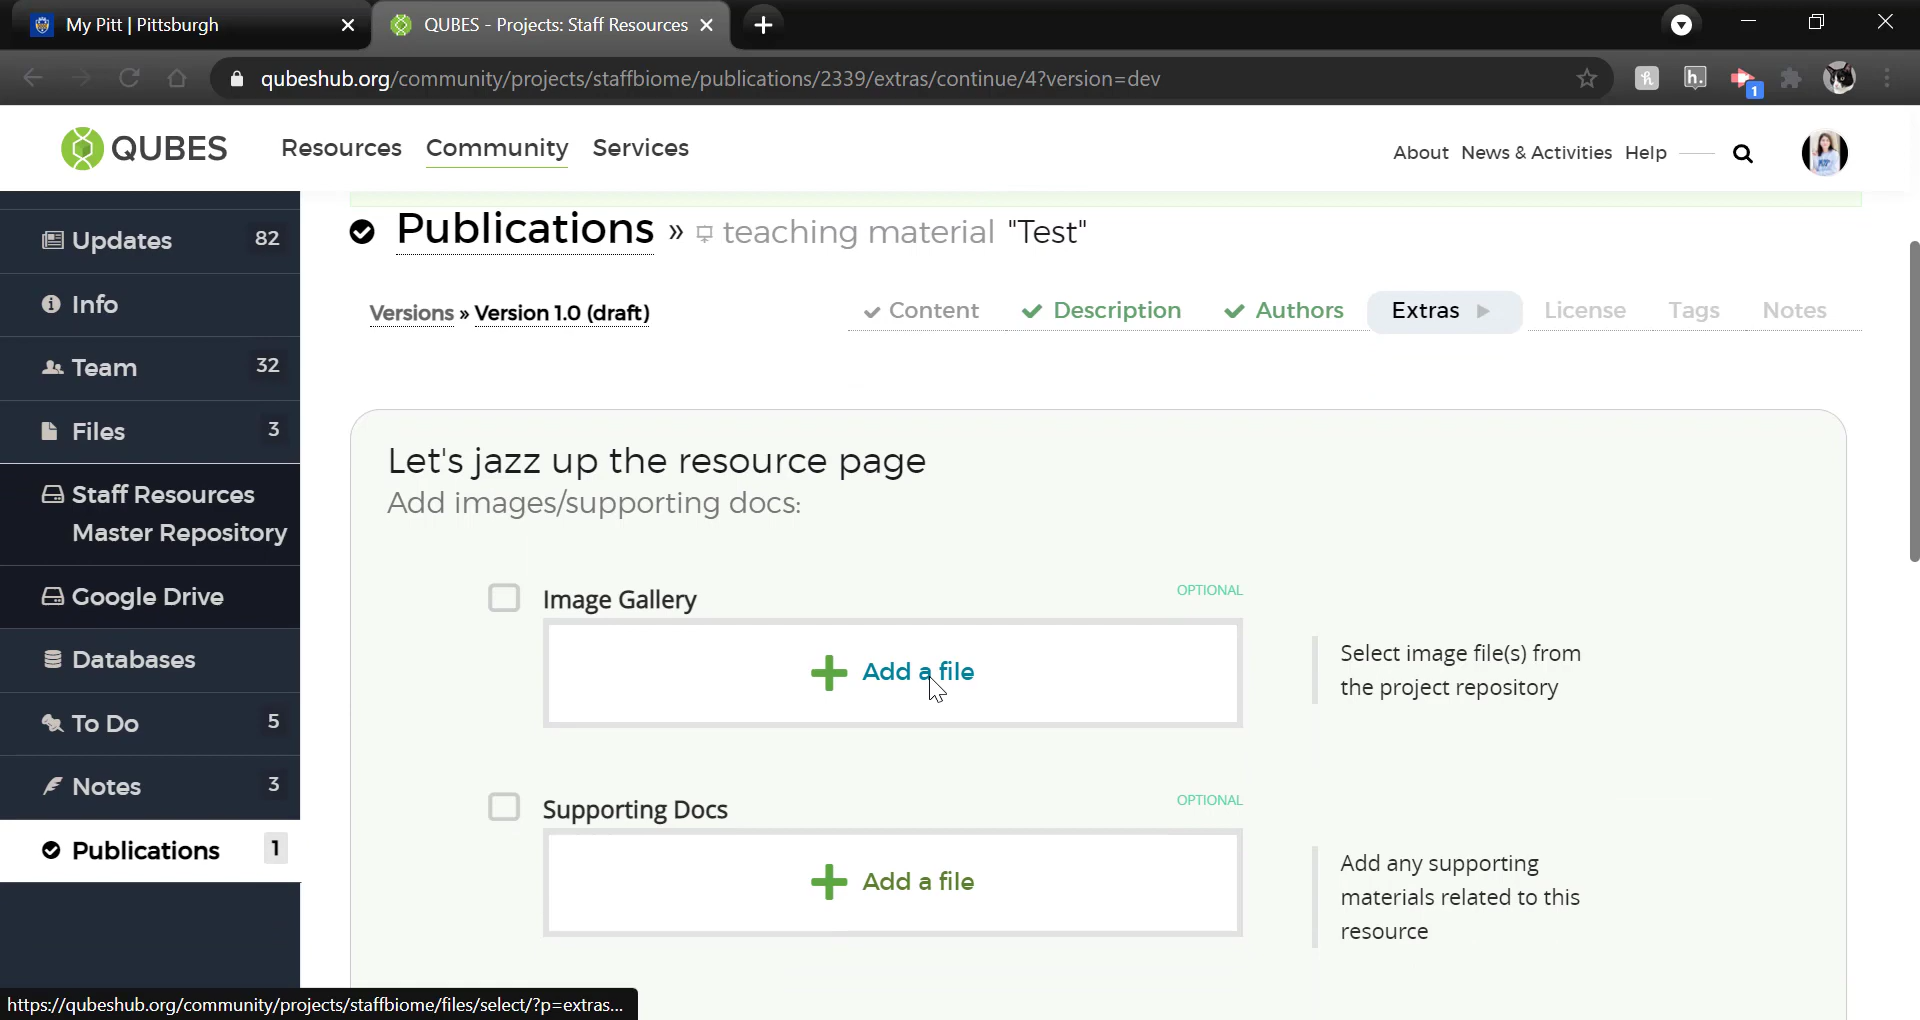 My Pitt | Pittsburgh
QUBES - Projects: Staff Resources
qubeshub.org/community/projects/staffbiome/publications/2339/extras/continue/4?version=dev
h
h.
1
QUBES
Resources Community Services
About News & Activities Help
Updates 82
Info
Team 32
Files 3
Staff Resources
Master Repository
Google Drive
Databases
To Do 5
Notes 3
Publications 1
Publications » teaching material "Test"
Versions » Version 1.0 (draft)
Content Description Authors Extras License Tags Notes
Let's jazz up the resource page
Add images/supporting docs:
Image Gallery OPTIONAL
Add a file
Select image file(s) from
the project repository
Supporting Docs OPTIONAL
Add a file
Add any supporting
materials related to this
resource
https://qubeshub.org/community/projects/staffbiome/files/select/?p=extras...